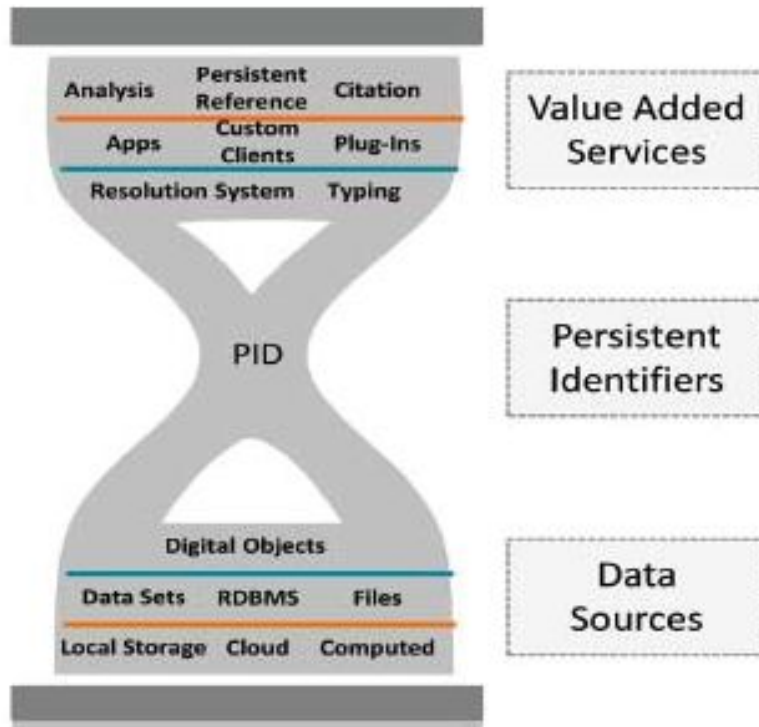 Analysis Persistent Reference Citation
Apps Custom Clients Plug-Ins
Resolution System Typing
Value Added
Services
PID
Persistent
Identifiers
Digital Objects
Data Sets RDBMS Files
Local Storage Cloud Computed
Data
Sources